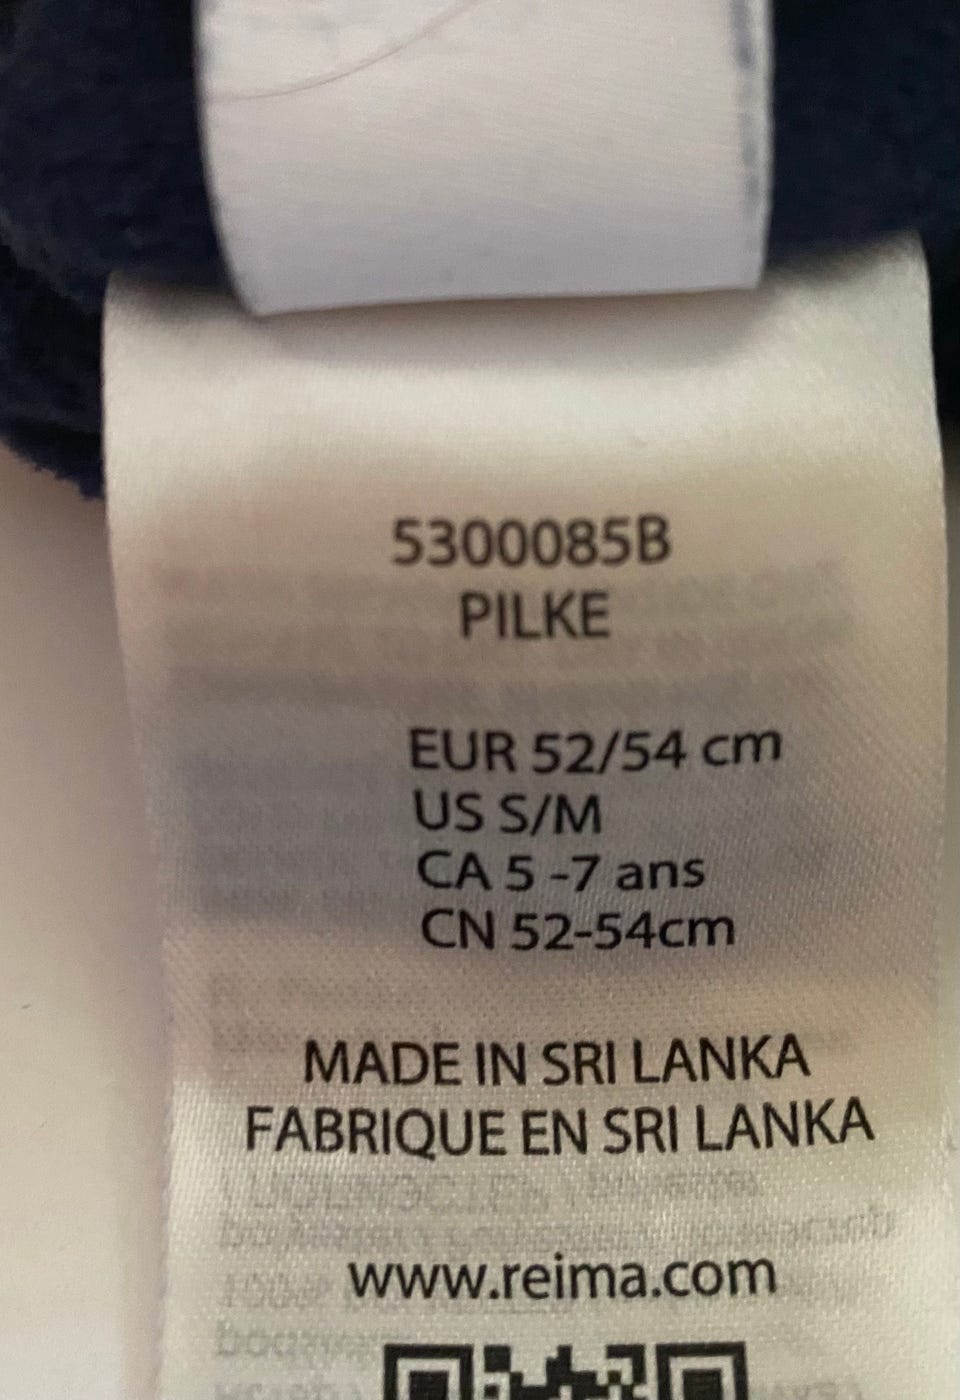 5300085B
PILKE
EUR 52/54 cm
US S/M
CA 5 -7 ans
CN 52-54cm
MADE IN SRI LANKA
FABRIQUE EN SRI LANKA
www.reima.com